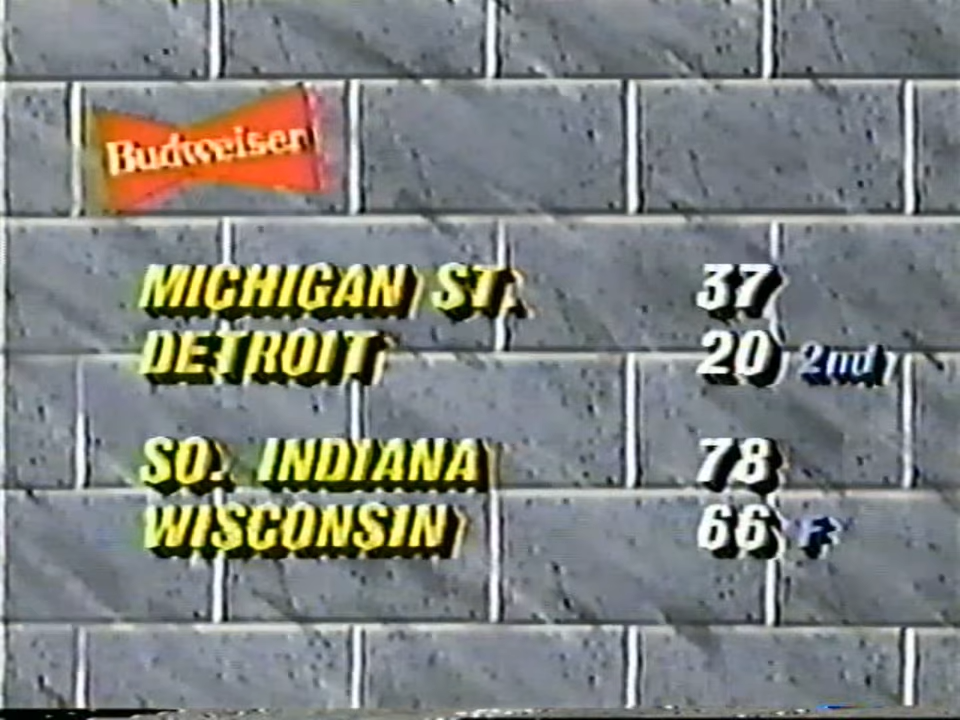 Budweiser
MICHIGAN ST. 37
DETROIT 20 2nd
SO. INDIANA 78
WISCONSIN 66 F